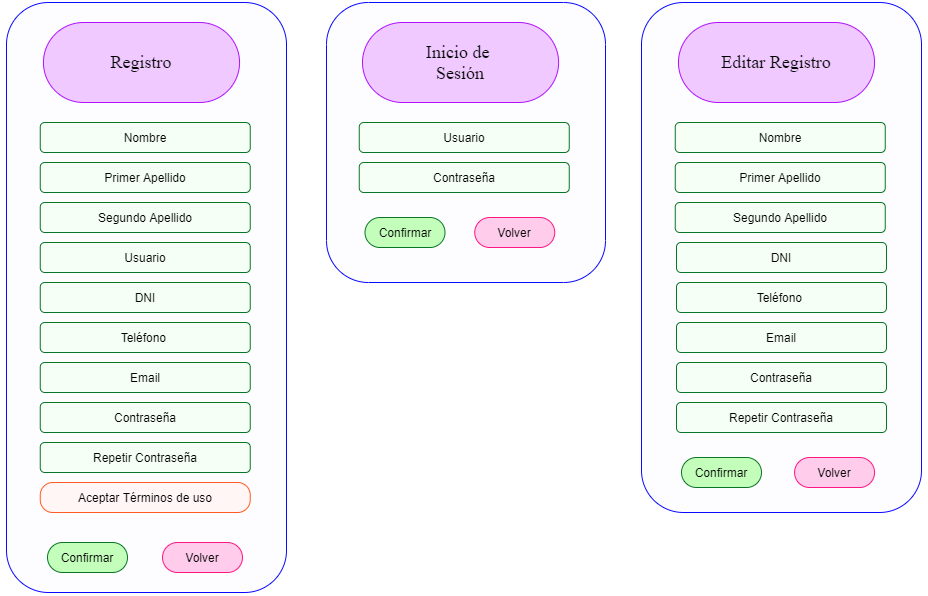 Registro
Nombre
Primer Apellido
Segundo Apellido
Usuario
DNI
Teléfono
Email
Contraseña
Repetir Contraseña
Aceptar Términos de uso
Confirmar
Volver
Inicio de
Sesión
Usuario
Contraseña
Confirmar
Volver
Editar Registro
Nombre
Primer Apellido
Segundo Apellido
DNI
Teléfono
Email
Contraseña
Repetir Contraseña
Confirmar
Volver